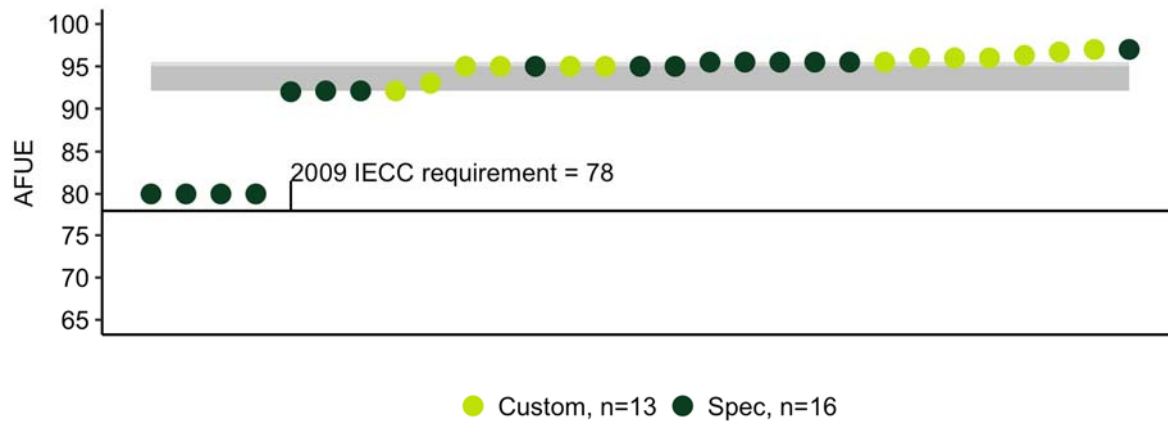 100
95
90
85
80
75
70
65
AFUE
2009 IECC requirement = 78
Custom, n=13 Spec, n=16